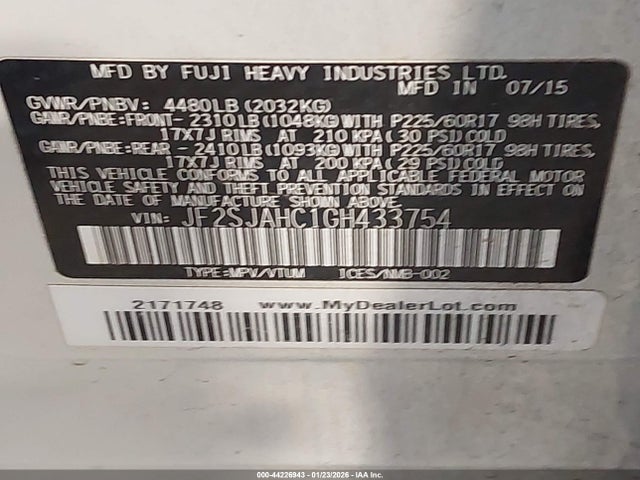 MFD BY FUJI HEAVY INDUSTRIES LTD.
MFD IN 07/15
GVWR/PNBV: 4480LB (2032KG)
GAWR/PNBE:FRONT- 2310LB(1048KG)WITH P225/60R17 98H TIRES,
17X7J RIMS AT 210 KPA(30 PSI)COLD
GAWR/PNBE:REAR - 2410LB(1093KG)WITH P225/60R17 98H TIRES,
17X7J RIMS AT 200 KPA(29 PSI)COLD
THIS VEHICLE CONFORMS TO ALL APPLICABLE FEDERAL MOTOR
VEHICLE SAFETY AND THEFT PREVENTION STANDARDS IN EFFECT ON
THE DATE OF MANUFACTURE SHOWN ABOVE.
VIN: JF2SJAHC1GH433754
TYPE:MPV/VTUM ICES/NMB-002
2171748 www.MyDealerLot.com
000-44226943 - 01/23/2026 - IAA Inc.